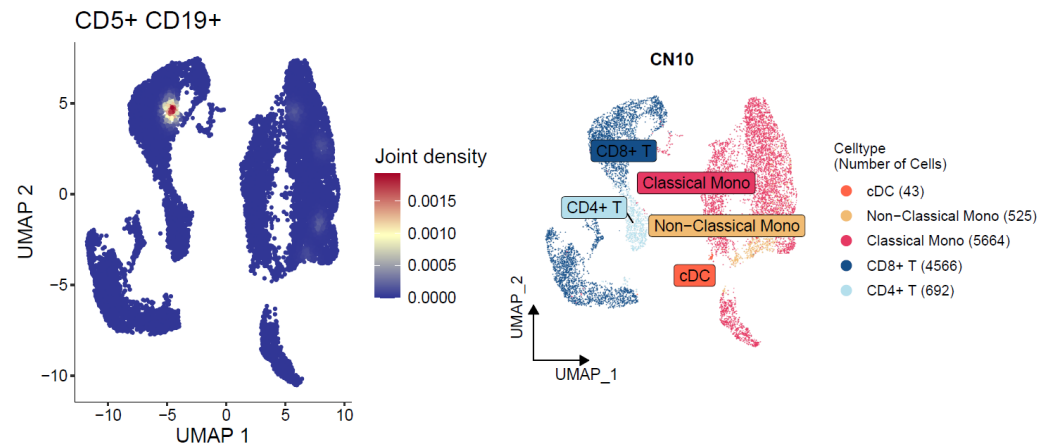 CD5+ CD19+
5
0
−5
−10
UMAP 2
−10
−5
0
5
10
UMAP 1
Joint density
0.0015
0.0010
0.0005
0.0000
CN10
CD8+ T
Classical Mono
CD4+ T
Non−Classical Mono
cDC
UMAP_2
UMAP_1
Celltype
(Number of Cells)
cDC (43)
Non−Classical Mono (525)
Classical Mono (5664)
CD8+ T (4566)
CD4+ T (692)